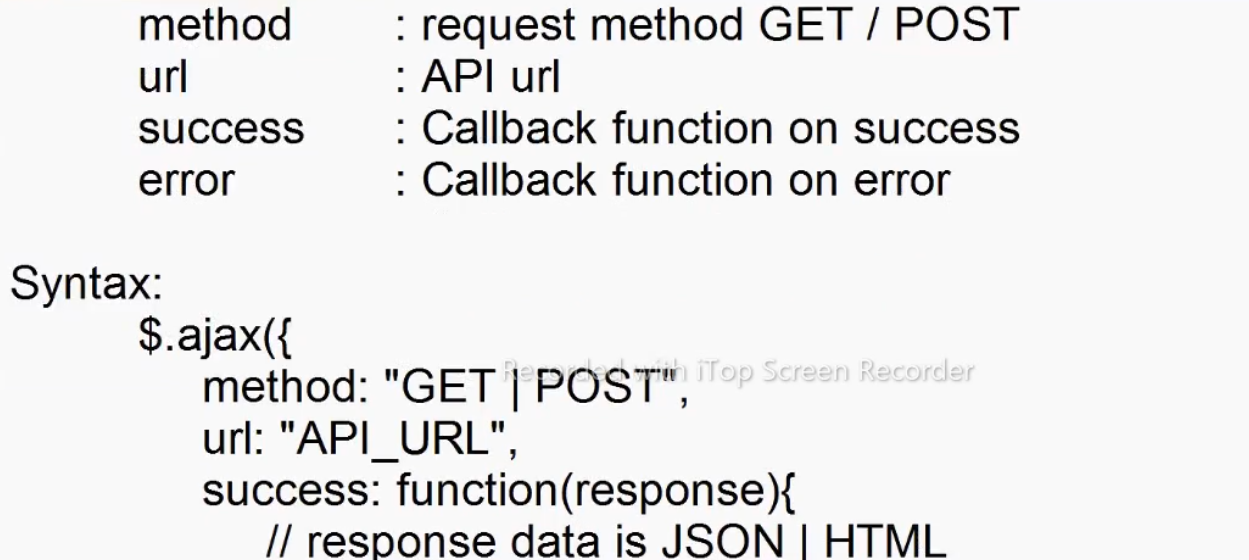 method : request method GET / POST
url : API url
success : Callback function on success
error : Callback function on error
Syntax:
$.ajax({
Recorded with iTop Screen Recorder
method: "GET | POST",
url: "API_URL",
success: function(response){
// response data is JSON | HTML